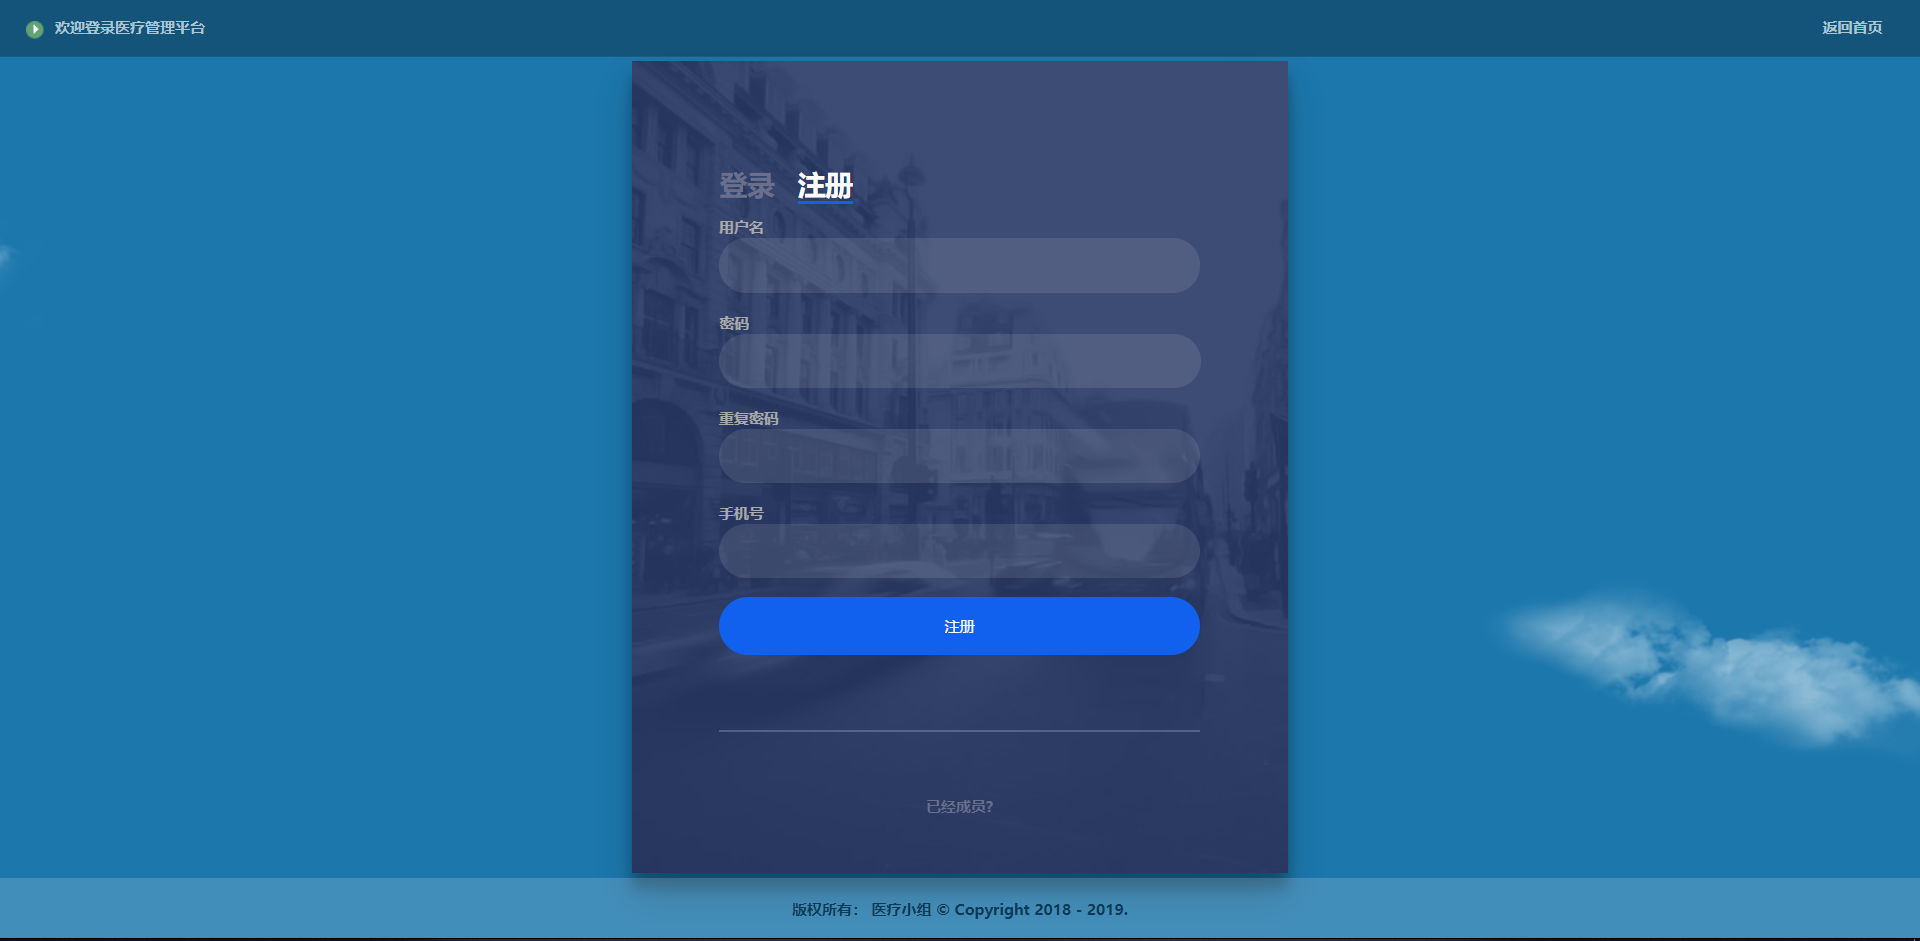 欢迎登录医疗管理平台
返回首页
登录 注册
用户名
密码
重复密码
手机号
注册
已经成员?
版权所有： 医疗小组 © Copyright 2018 - 2019.